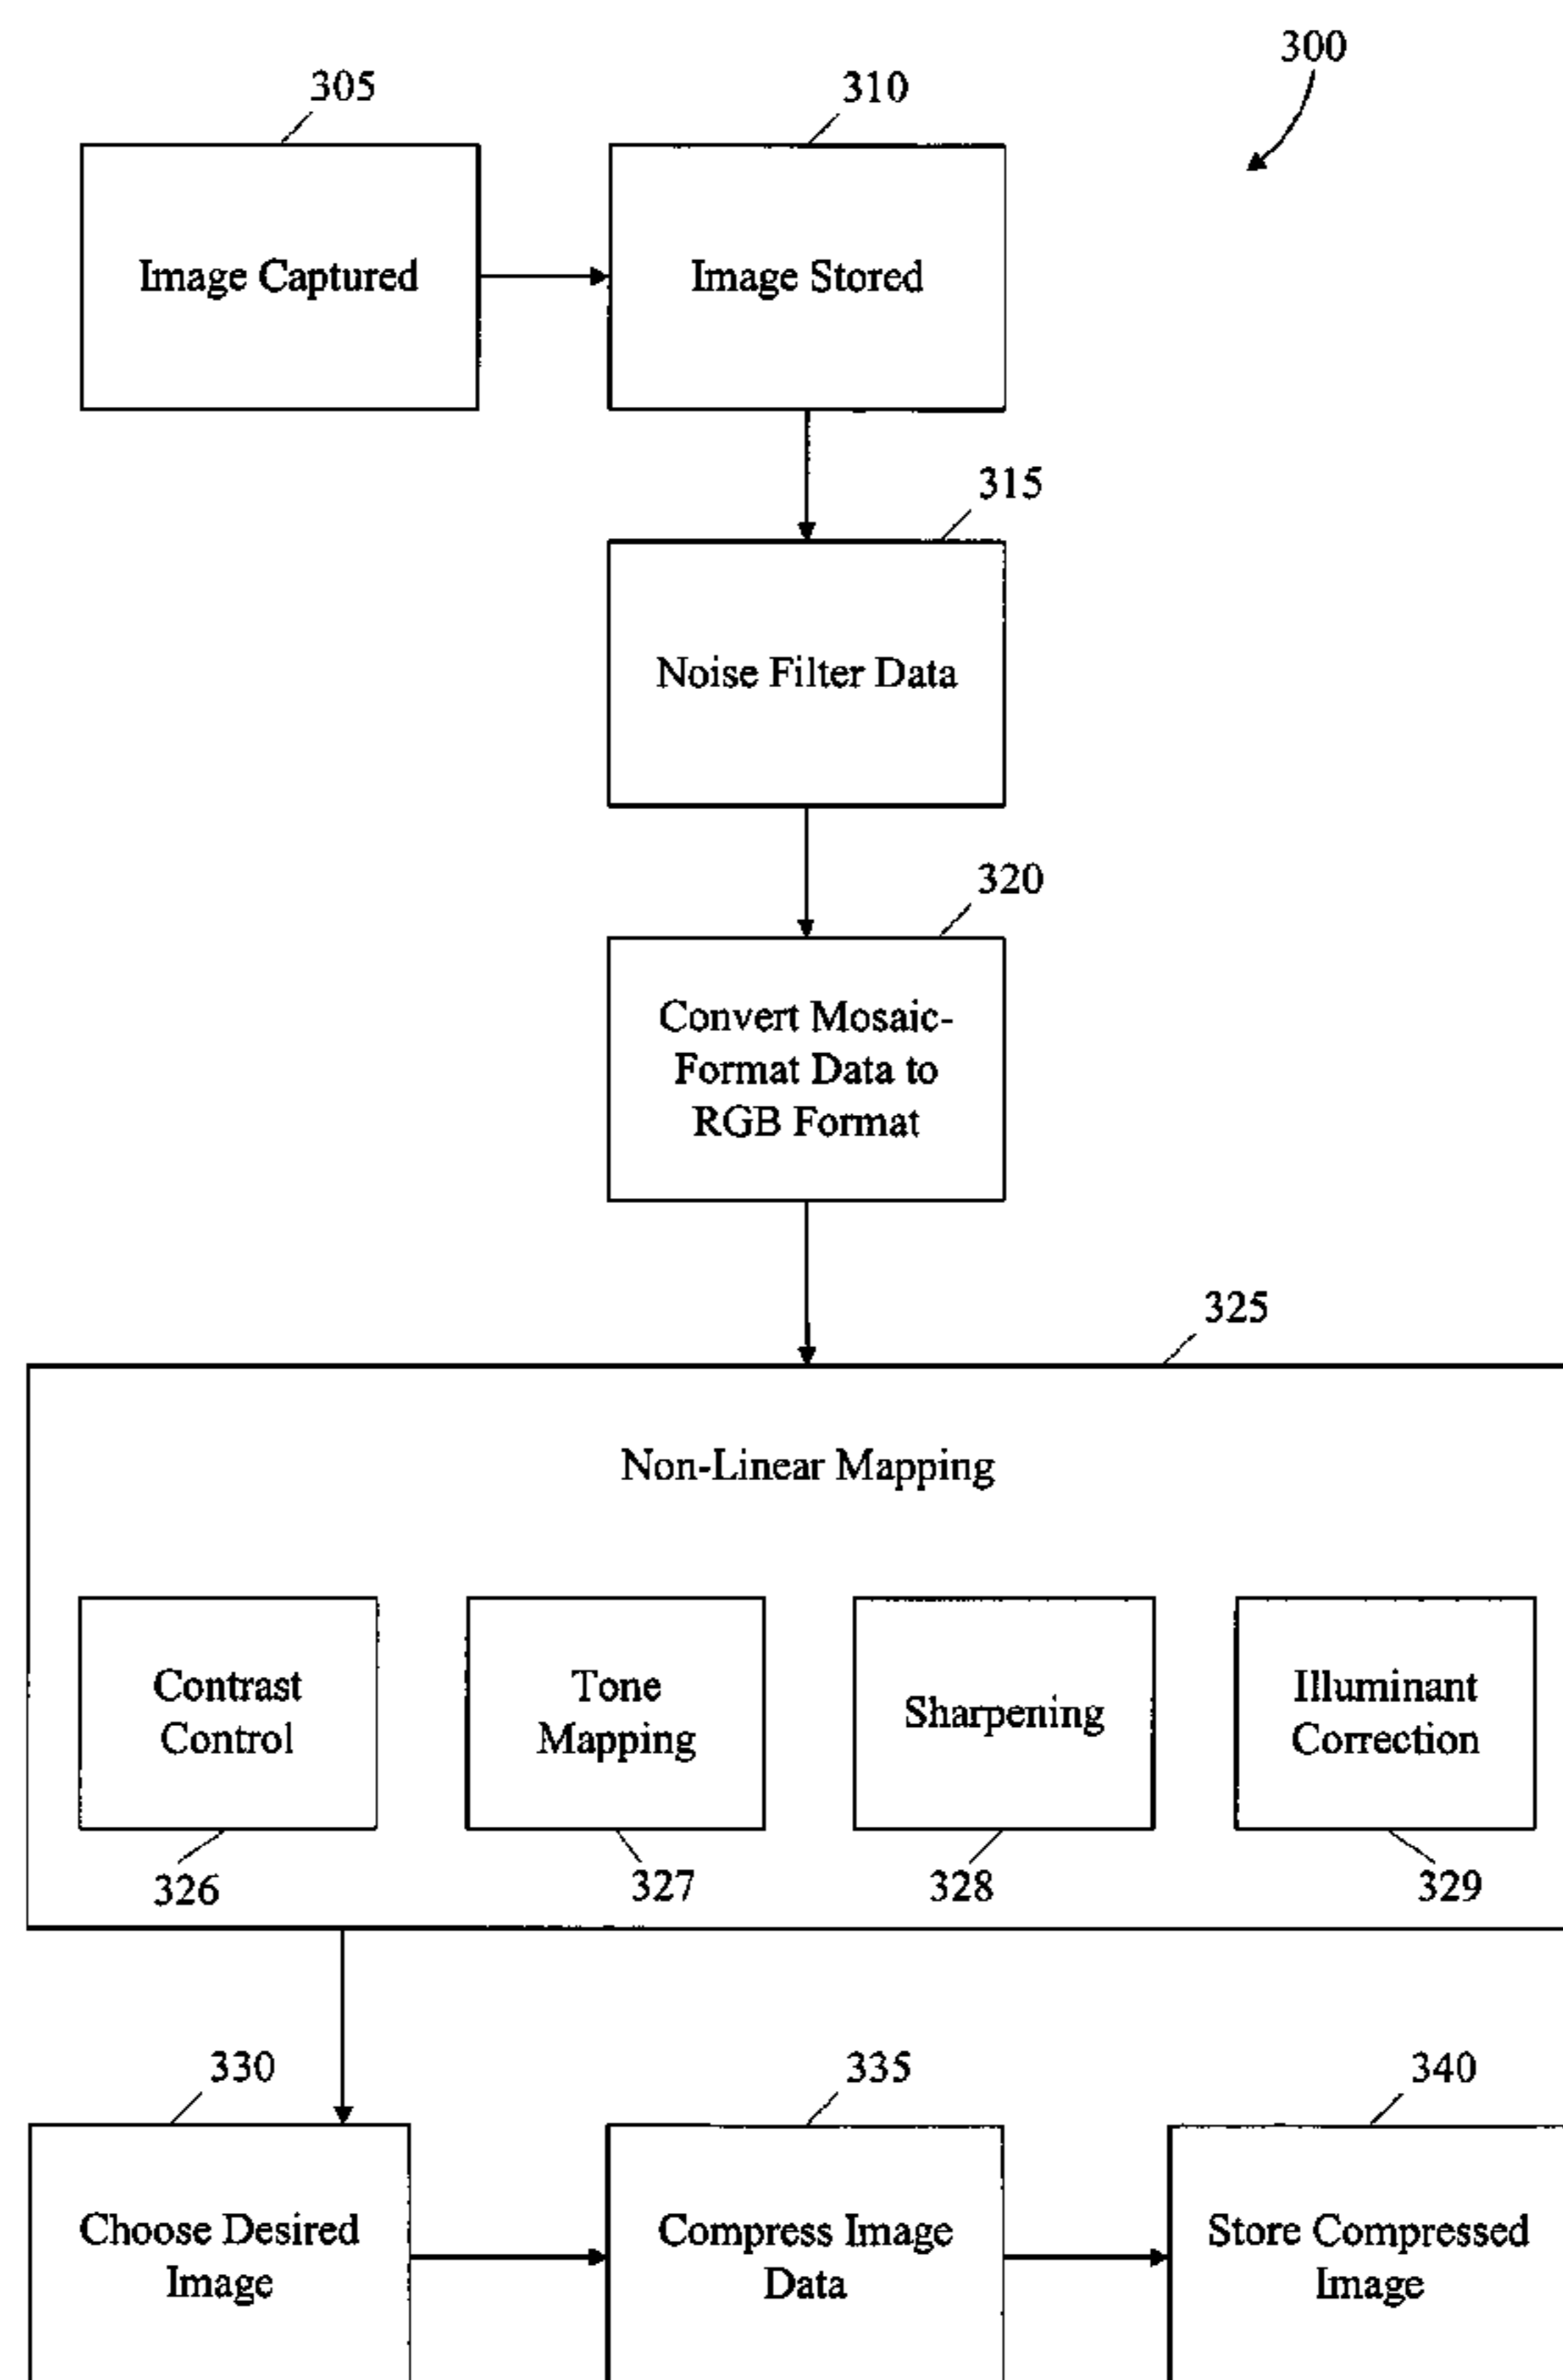 300
305
310
Image Captured
Image Stored
315
Noise Filter Data
320
Convert Mosaic-
Format Data to
RGB Format
325
Non-Linear Mapping
Contrast
Control
Tone
Mapping
Sharpening
Illuminant
Correction
326
327
328
329
330
335
340
Choose Desired
Image
Compress Image
Data
Store Compressed
Image